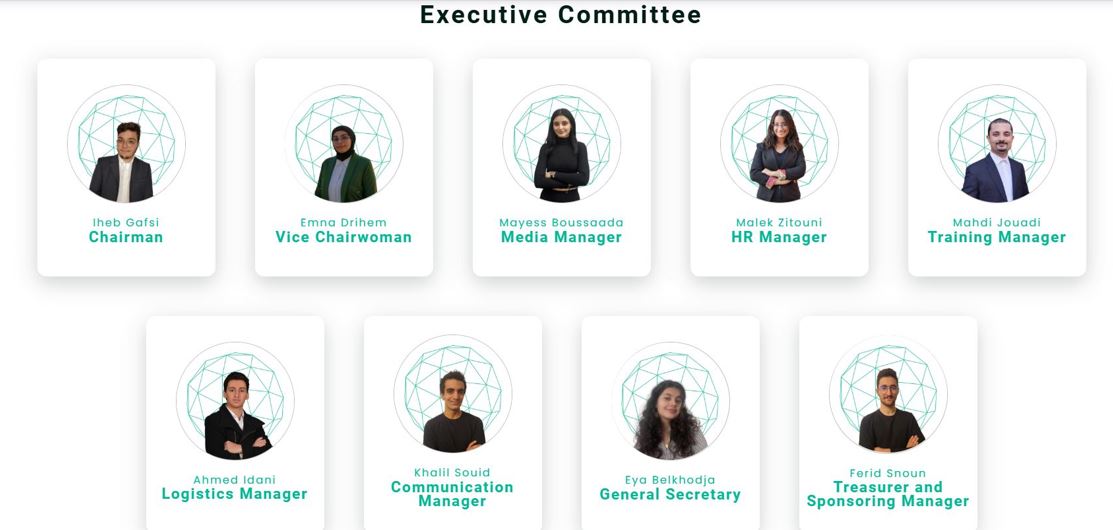 Executive Committee
Iheb Gafsi
Chairman
Emna Drihem
Vice Chairwoman
Mayess Boussaada
Media Manager
Malek Zitouni
HR Manager
Mahdi Jouadi
Training Manager
Ahmed Idani
Logistics Manager
Khalil Souid
Communication
Manager
Eya Belkhodja
General Secretary
Ferid Snoun
Treasurer and
Sponsoring Manager